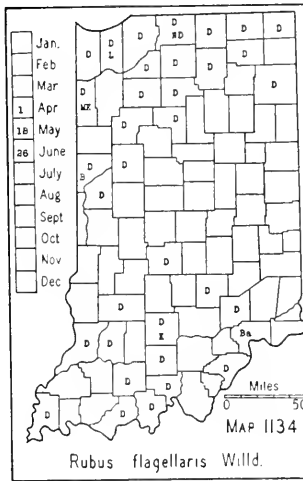 Jan.
Feb
Mar
1 Apr
18 May
26 June
July
Aug
Sept
Oct
Nov
Dec
D D D D D D D
L ND
D D D D
D D D D
MK
D D
D D
B
D
D
D D
D Ba
K
D D D
D
D D D
D D D
Miles
0 50
MAP 1134
Rubus flagellaris Willd.